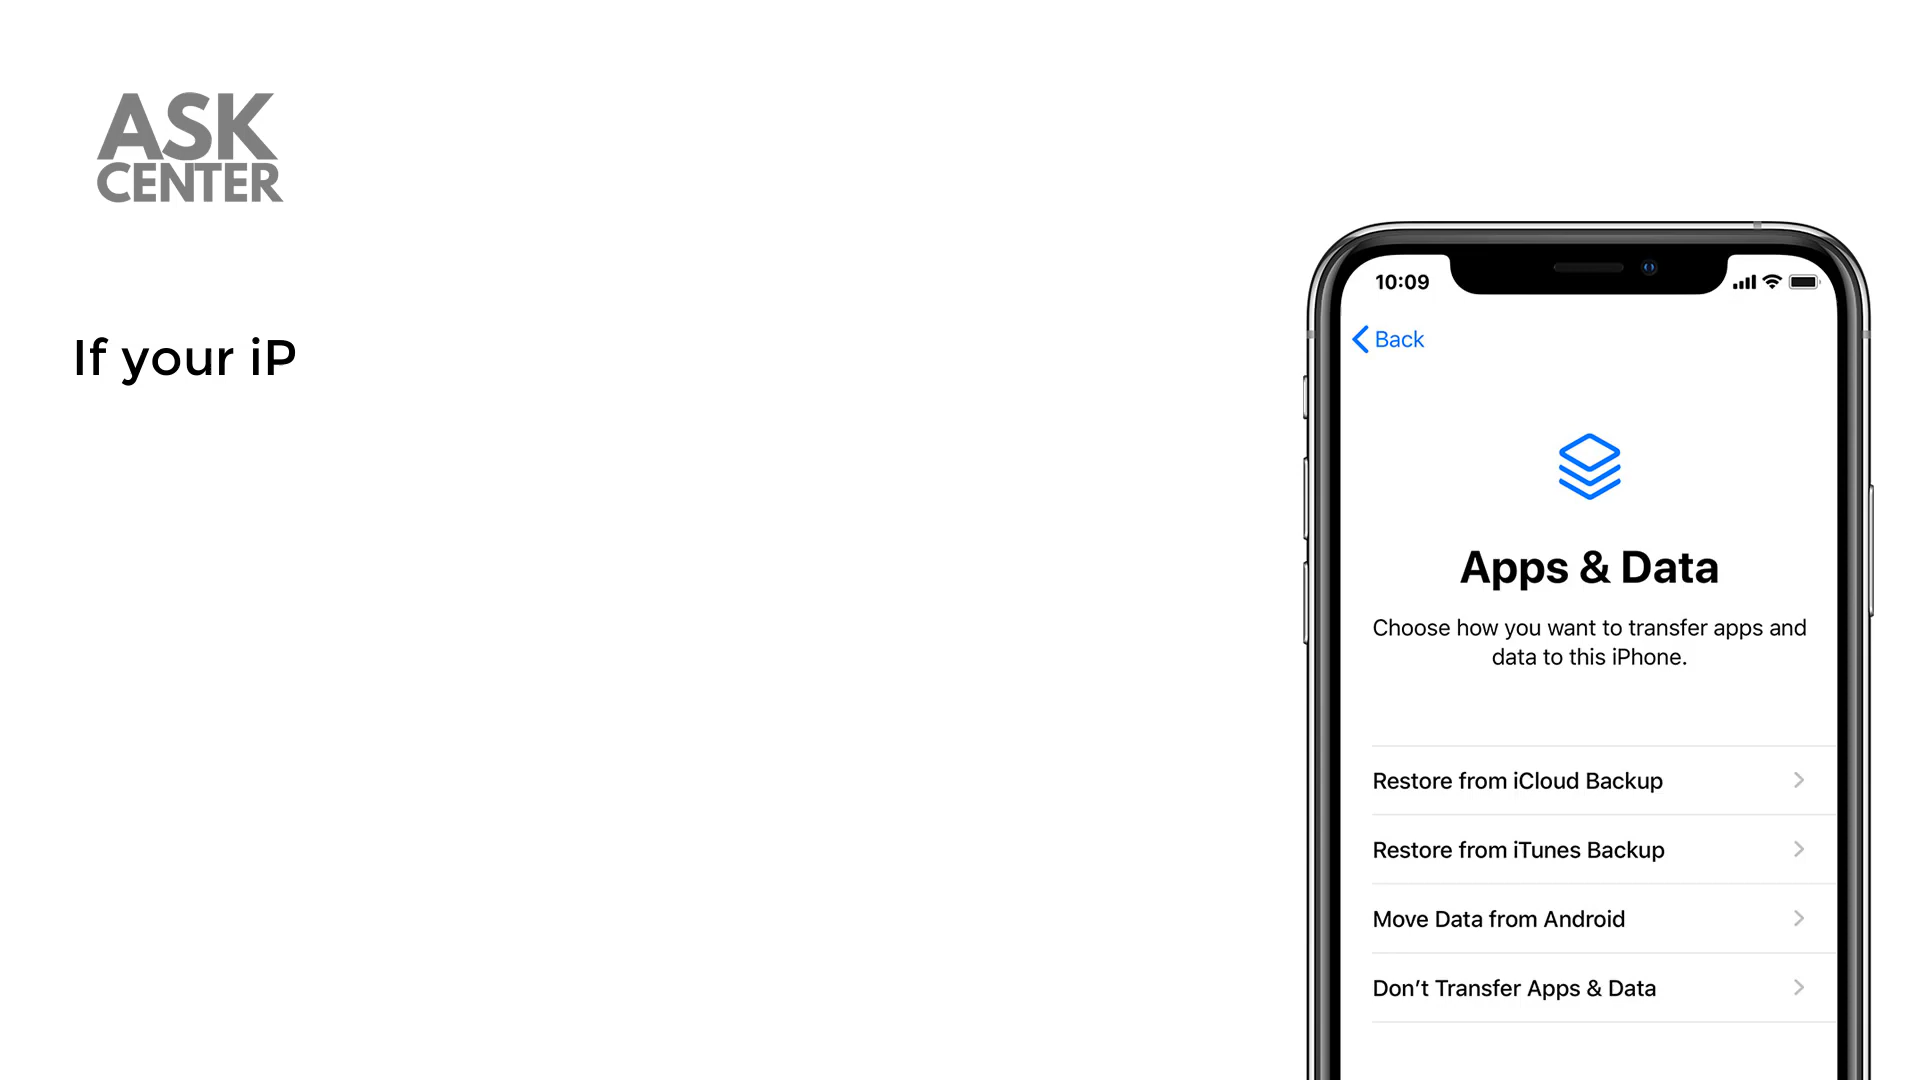 ASK
CENTER
If your iP
10:09
Back
Apps & Data
Choose how you want to transfer apps and
data to this iPhone.
Restore from iCloud Backup
Restore from iTunes Backup
Move Data from Android
Don’t Transfer Apps & Data